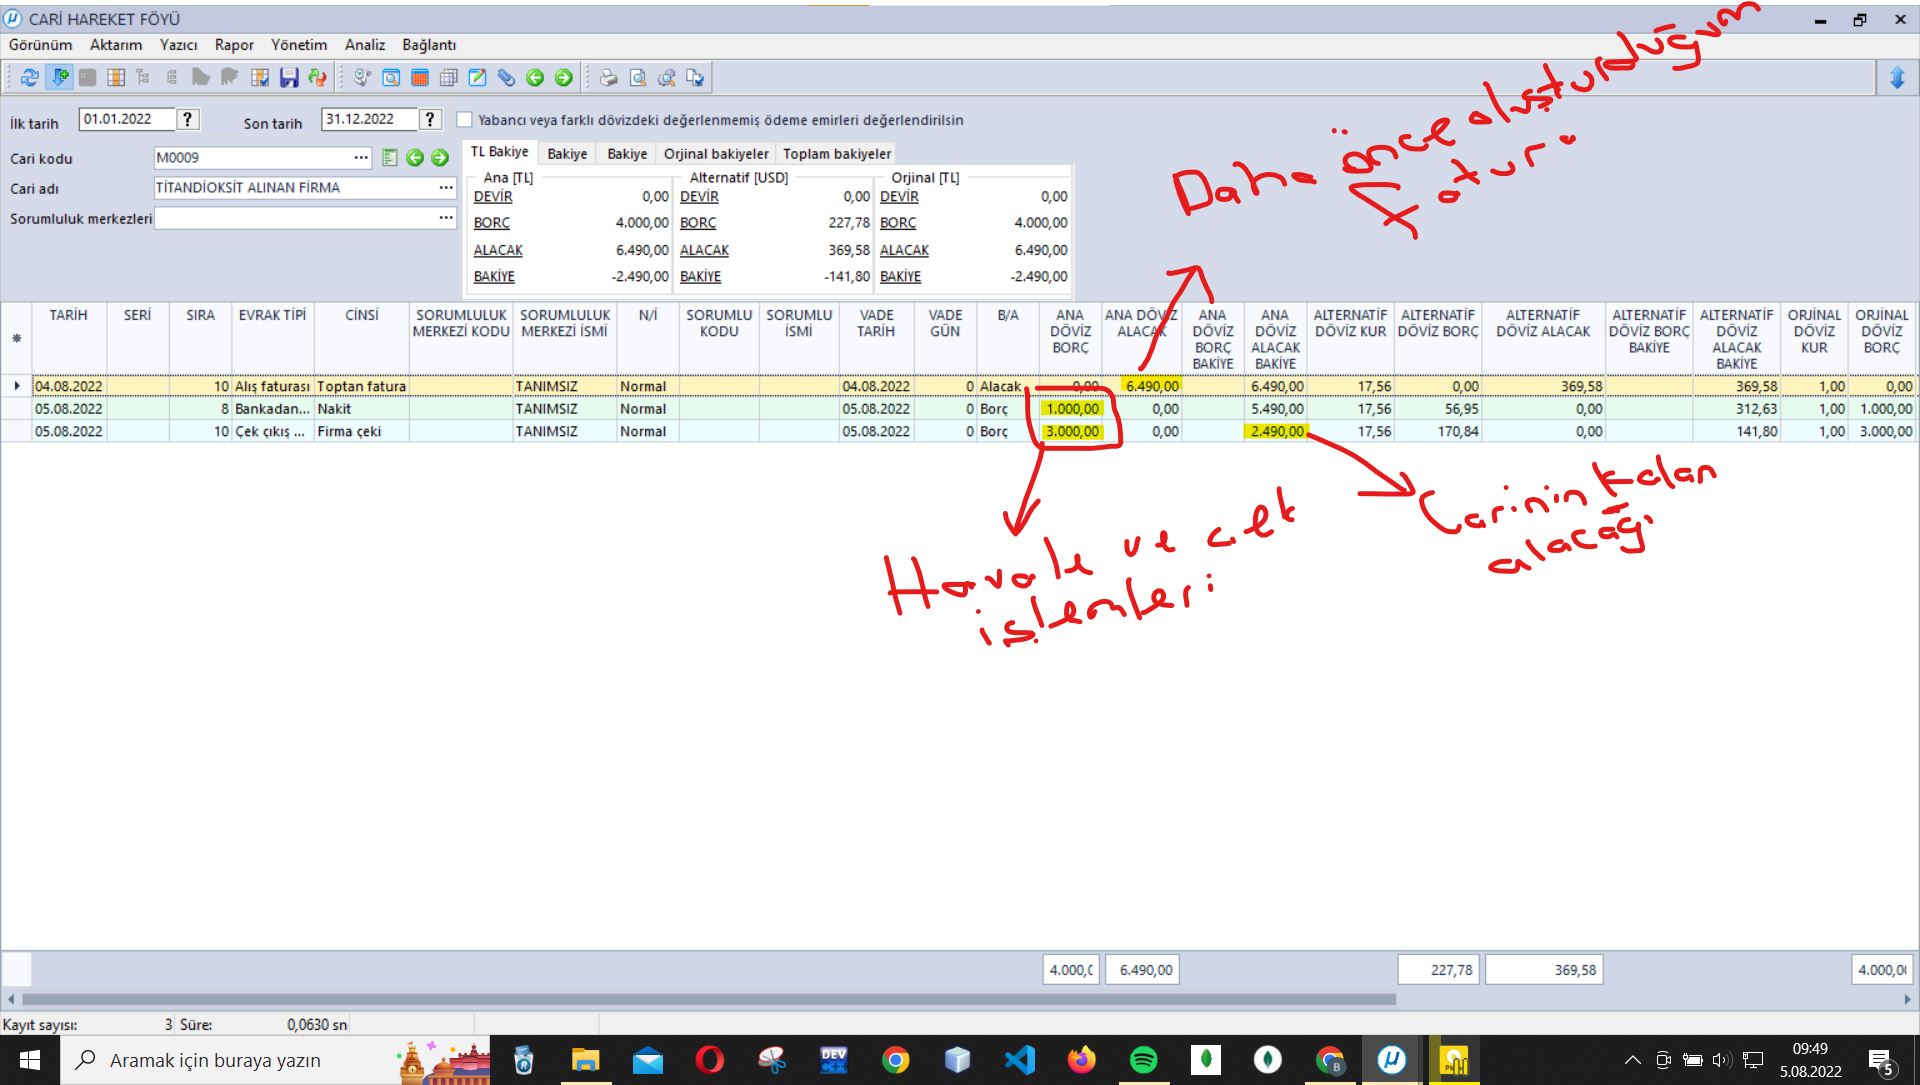 CARİ HAREKET FÖYÜ
Görünüm Aktarım Yazıcı Rapor Yönetim Analiz Bağlantı
İlk tarih 01.01.2022 ? Son tarih 31.12.2022 ? Yabancı veya farklı dövizdeki değerlenmemiş ödeme emirleri değerlendirilsin
Cari kodu M0009 ...
Cari adı TİTANDİOKSİT ALINAN FİRMA ...
Sorumluluk merkezleri ...
TL Bakiye Bakiye Bakiye Orjinal bakiyeler Toplam bakiyeler
Ana [TL] Alternatif [USD] Orjinal [TL]
DEVİR 0,00 DEVİR 0,00 DEVİR 0,00
BORÇ 4.000,00 BORÇ 227,78 BORÇ 4.000,00
ALACAK 6.490,00 ALACAK 369,58 ALACAK 6.490,00
BAKİYE -2.490,00 BAKİYE -141,80 BAKİYE -2.490,00
Daha önce oluşturduğum
fatura
TARİH SERİ SIRA EVRAK TİPİ CİNSİ SORUMLULUK MERKEZİ KODU SORUMLULUK MERKEZİ İSMİ N/İ SORUMLU KODU SORUMLU İSMİ VADE TARİH VADE GÜN B/A ANA DÖVİZ BORÇ ANA DÖVİZ ALACAK ANA DÖVİZ BORÇ BAKİYE ANA DÖVİZ ALACAK BAKİYE ALTERNATİF DÖVİZ KUR ALTERNATİF DÖVİZ BORÇ ALTERNATİF DÖVİZ ALACAK ALTERNATİF DÖVİZ BORÇ BAKİYE ALTERNATİF DÖVİZ ALACAK BAKİYE ORJİNAL DÖVİZ KUR ORJİNAL DÖVİZ BORÇ
04.08.2022 10 Alış faturası Toptan fatura TANIMSIZ Normal 04.08.2022 0 Alacak 0,00 6.490,00 6.490,00 17,56 0,00 369,58 369,58 1,00 0,00
05.08.2022 8 Bankadan... Nakit TANIMSIZ Normal 05.08.2022 0 Borç 1.000,00 0,00 5.490,00 17,56 56,95 0,00 312,63 1,00 1.000,00
05.08.2022 10 Çek çıkış ... Firma çeki TANIMSIZ Normal 05.08.2022 0 Borç 3.000,00 0,00 2.490,00 17,56 170,84 0,00 141,80 1,00 3.000,00
Carinin kalan
alacağı
Havale ve çek
işlemleri
4.000,0 6.490,00 227,78 369,58 4.000,00
Kayıt sayısı: 3 Süre: 0,0630 sn
Aramak için buraya yazın
DEV C++
B
09:49
5.08.2022
5